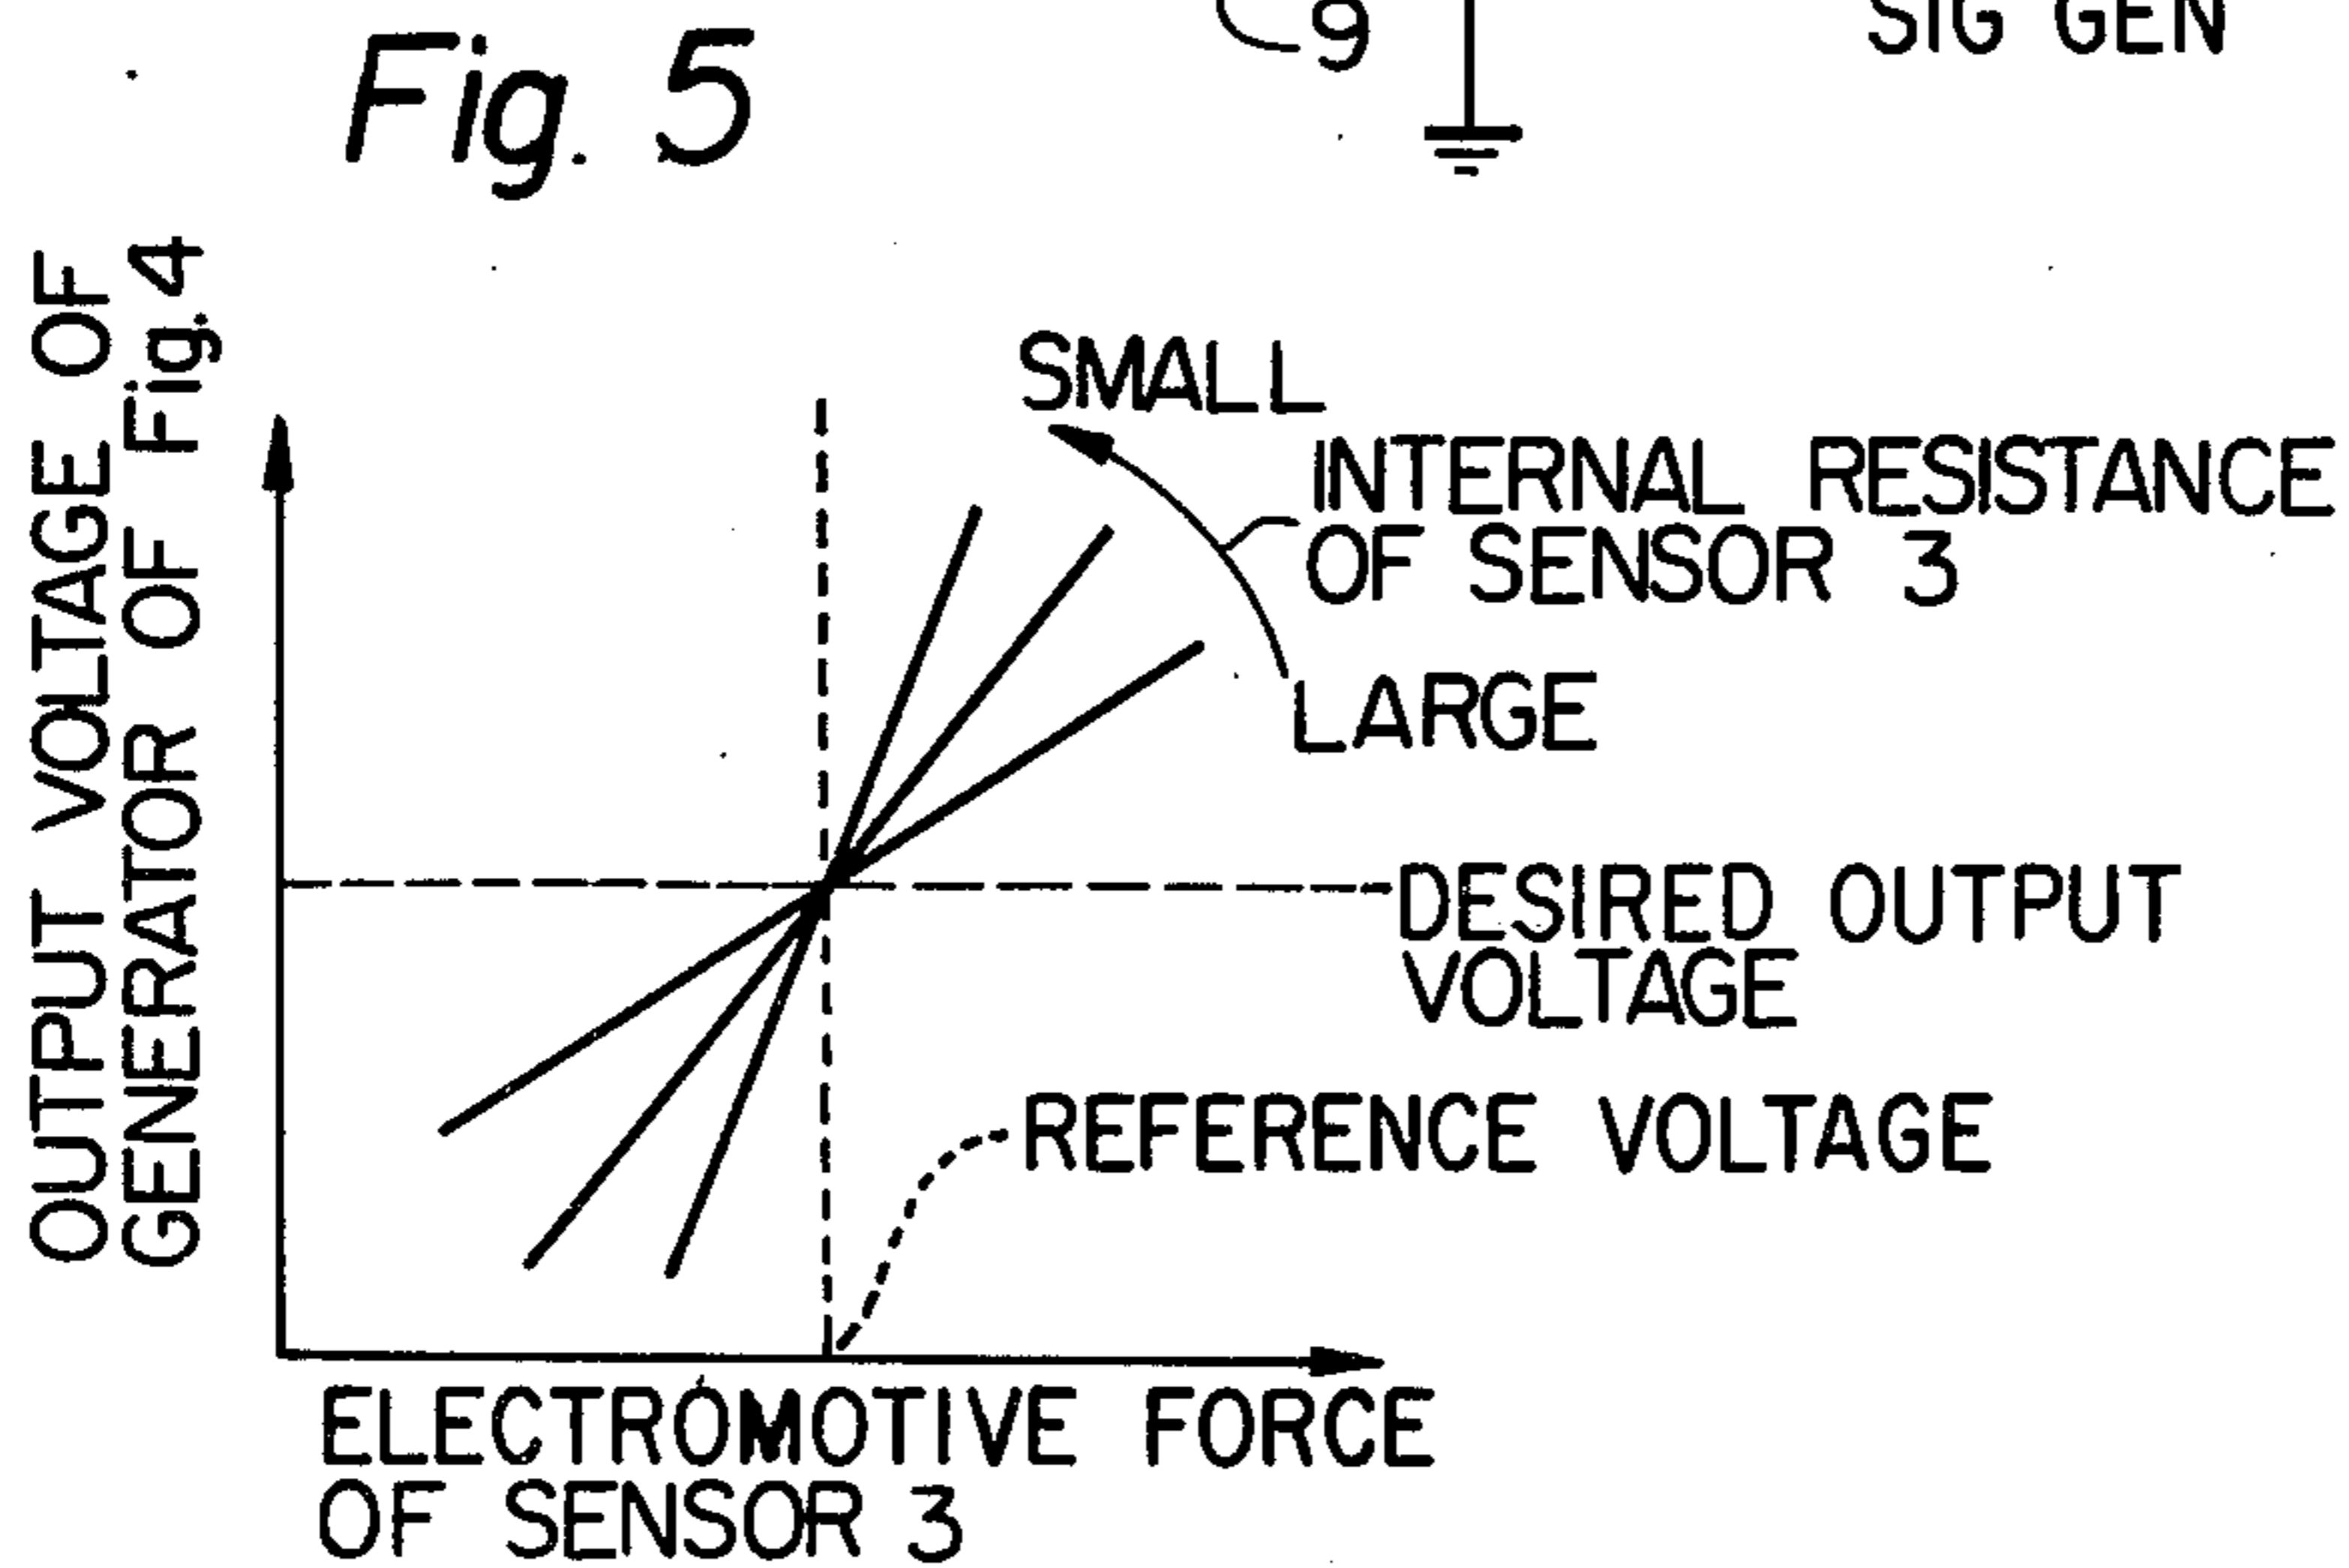 9
SIG GEN
Fig. 5
OUTPUT VOLTAGE OF
GENERATOR OF Fig. 4
SMALL
INTERNAL RESISTANCE
OF SENSOR 3
LARGE
DESIRED OUTPUT
VOLTAGE
REFERENCE VOLTAGE
ELECTROMOTIVE FORCE
OF SENSOR 3